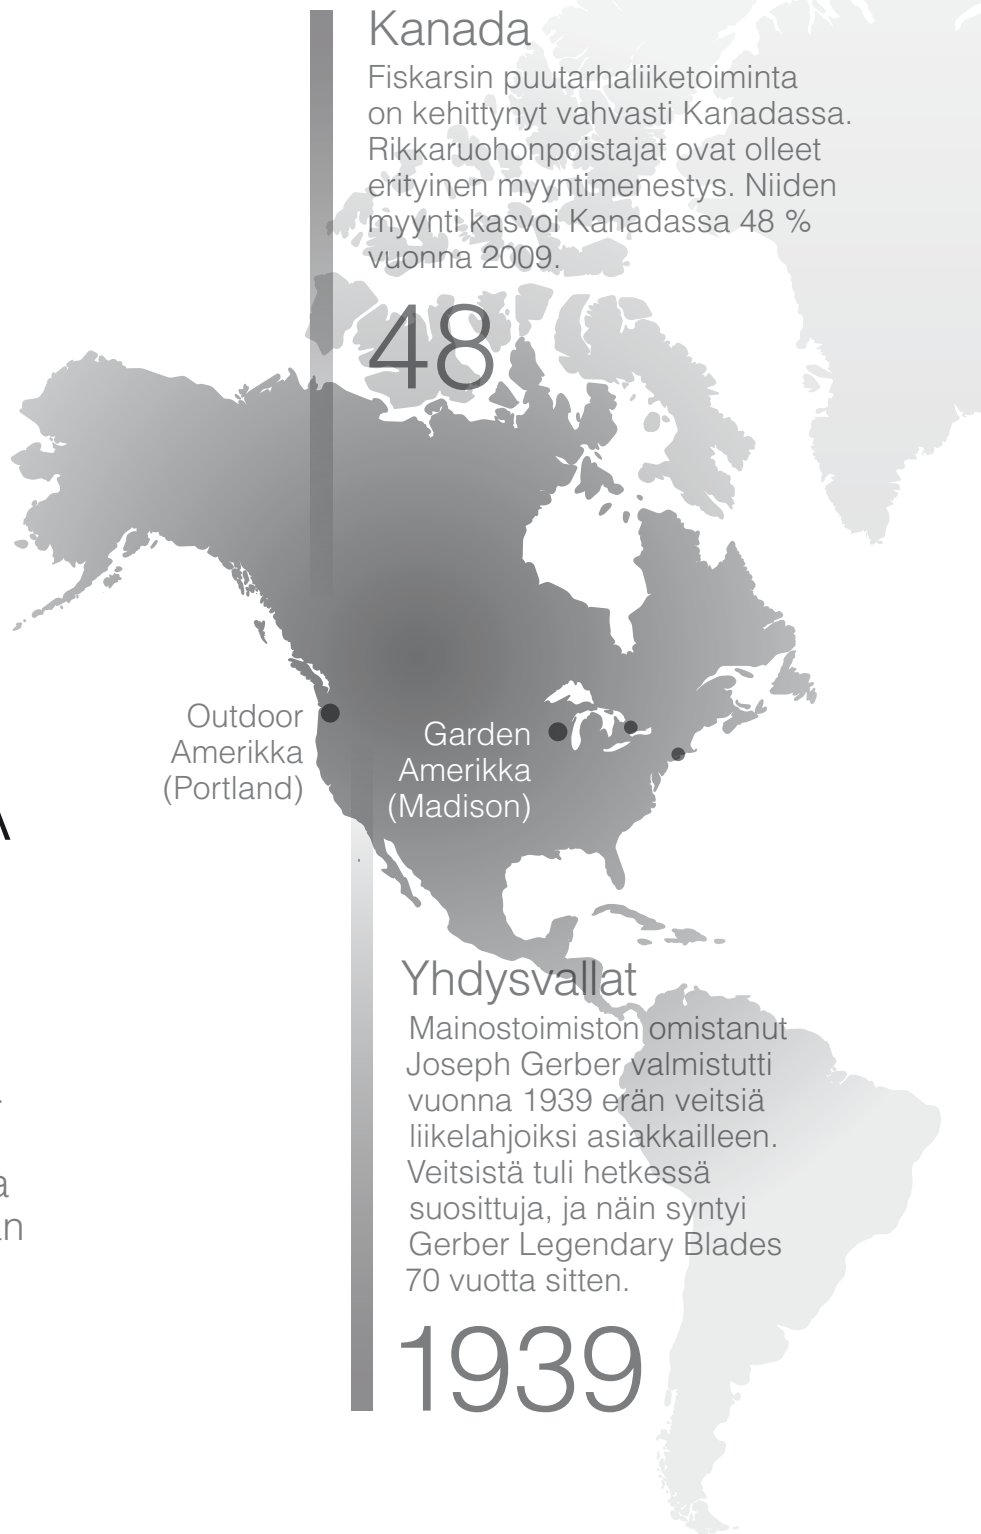 Kanada
Fiskarsin puutarhaliiketoiminta
on kehittynyt vahvasti Kanadassa.
Rikkaruohonpoistajat ovat olleet
erityinen myyntimenestys. Niiden
myynti kasvoi Kanadassa 48 %
vuonna 2009.
48
Outdoor
Amerikka
(Portland)
Garden
Amerikka
(Madison)
Yhdysvallat
Mainostoimiston omistanut
Joseph Gerber valmistutti
vuonna 1939 erän veitsiä
liikelahjoiksi asiakkailleen.
Veitsistä tuli hetkessä
suosittuja, ja näin syntyi
Gerber Legendary Blades
70 vuotta sitten.
1939